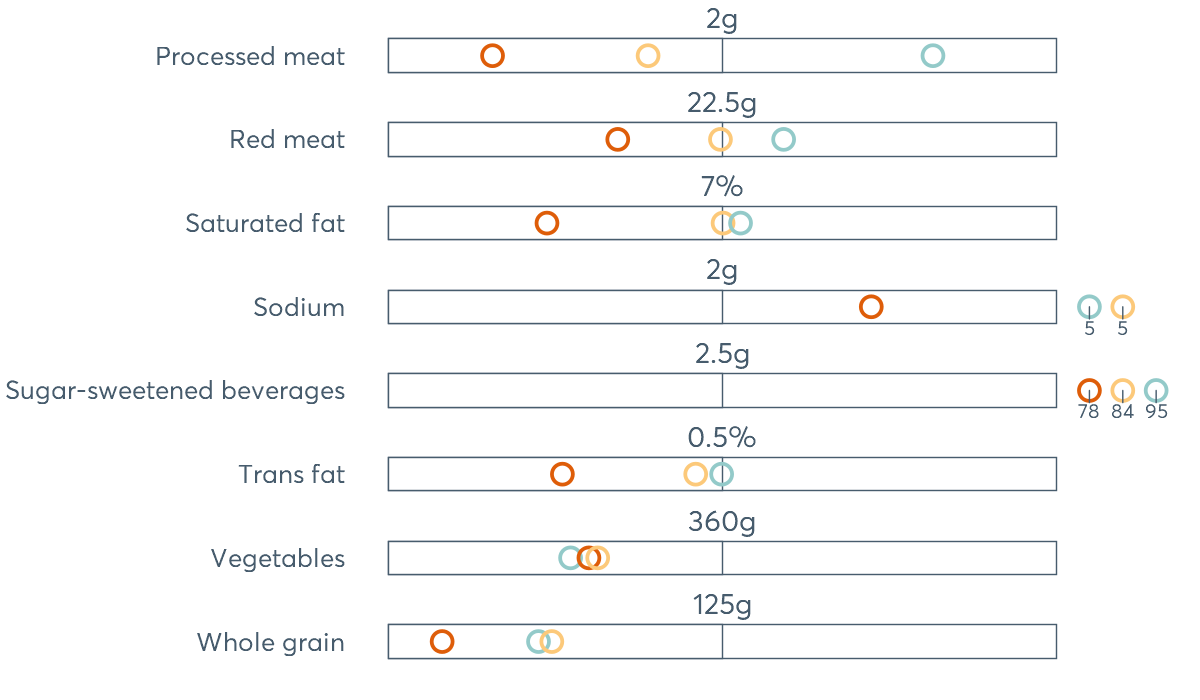 2g
Processed meat
22.5g
Red meat
7%
Saturated fat
2g
Sodium
5 5
2.5g
Sugar-sweetened beverages
78 84 95
0.5%
Trans fat
360g
Vegetables
125g
Whole grain